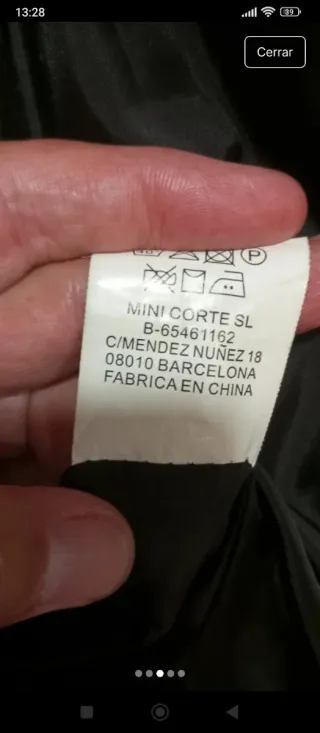 13:28
39
Cerrar
P
MINI CORTE SL
B-65461162
C/MENDEZ NUÑEZ 18
08010 BARCELONA
FABRICA EN CHINA